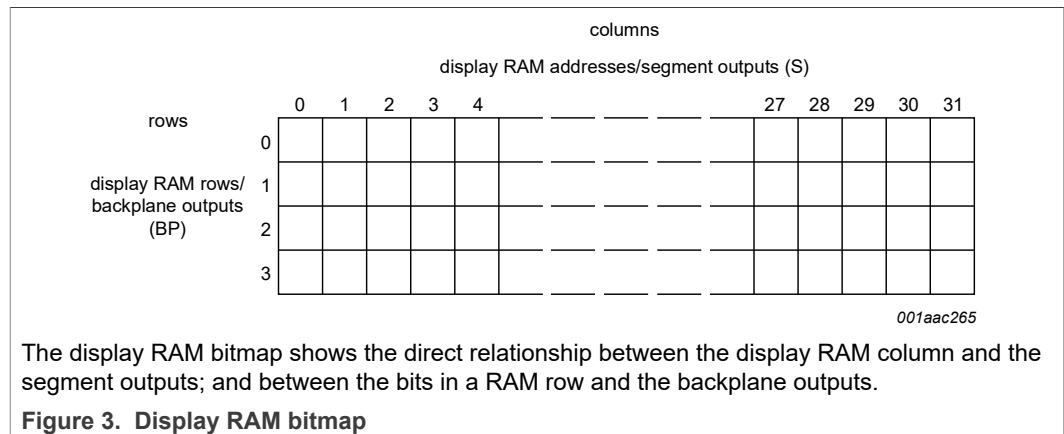 columns
display RAM addresses/segment outputs (S)
0 1 2 3 4 27 28 29 30 31
rows
0
display RAM rows/ 1
backplane outputs
(BP) 2
3
001aac265
The display RAM bitmap shows the direct relationship between the display RAM column and the
segment outputs; and between the bits in a RAM row and the backplane outputs.
Figure 3. Display RAM bitmap